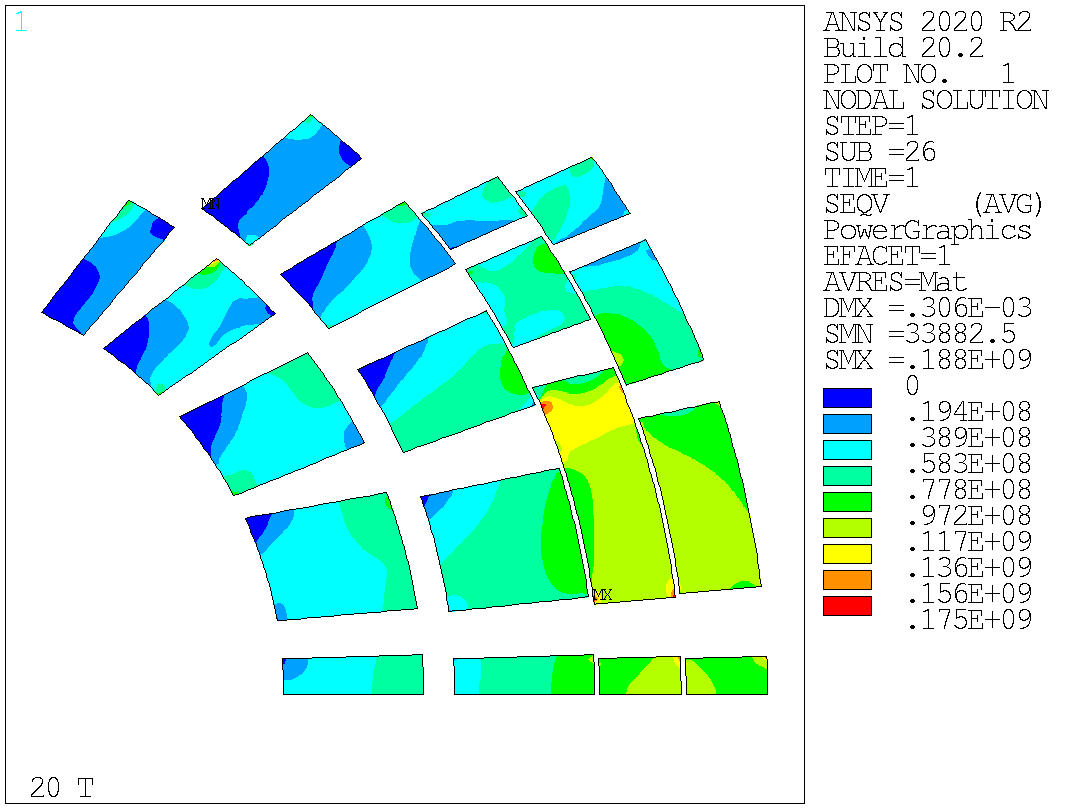 1
ANSYS 2020 R2
Build 20.2
PLOT NO. 1
NODAL SOLUTION
STEP=1
SUB =26
TIME=1
SEQV (AVG)
PowerGraphics
EFACET=1
AVRES=Mat
DMX =.306E-03
SMN =33882.5
SMX =.188E+09
0
.194E+08
.389E+08
.583E+08
.778E+08
.972E+08
.117E+09
.136E+09
.156E+09
.175E+09
MN
MX
20 T